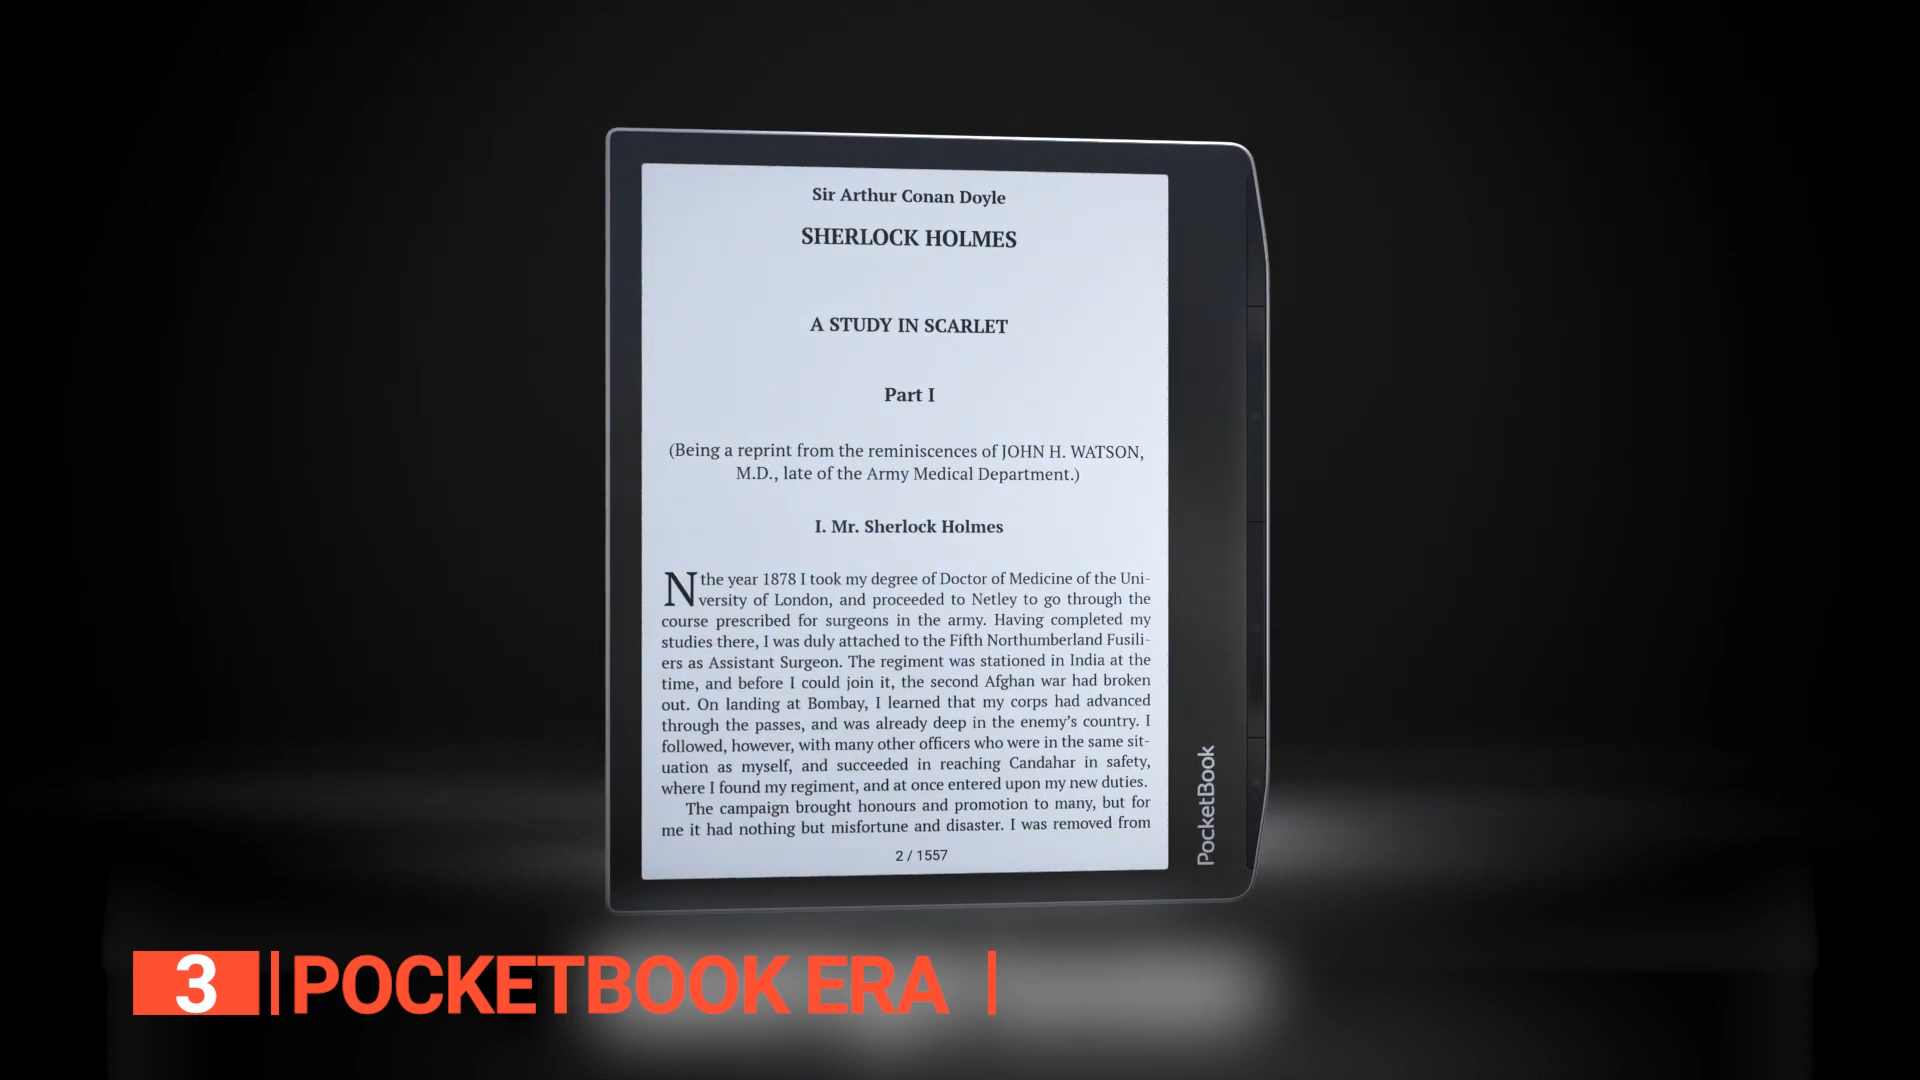 Sir Arthur Conan Doyle
SHERLOCK HOLMES
A STUDY IN SCARLET
Part I
(Being a reprint from the reminiscences of JOHN H. WATSON,
M.D., late of the Army Medical Department.)
I. Mr. Sherlock Holmes
N the year 1878 I took my degree of Doctor of Medicine of the Uni-
versity of London, and proceeded to Netley to go through the
course prescribed for surgeons in the army. Having completed my
studies there, I was duly attached to the Fifth Northumberland Fusili-
ers as Assistant Surgeon. The regiment was stationed in India at the
time, and before I could join it, the second Afghan war had broken
out. On landing at Bombay, I learned that my corps had advanced
through the passes, and was already deep in the enemy's country. I
followed, however, with many other officers who were in the same sit-
uation as myself, and succeeded in reaching Candahar in safety,
where I found my regiment, and at once entered upon my new duties.
The campaign brought honours and promotion to many, but for
me it had nothing but misfortune and disaster. I was removed from
2 / 1557
PocketBook
3 POCKETBOOK ERA